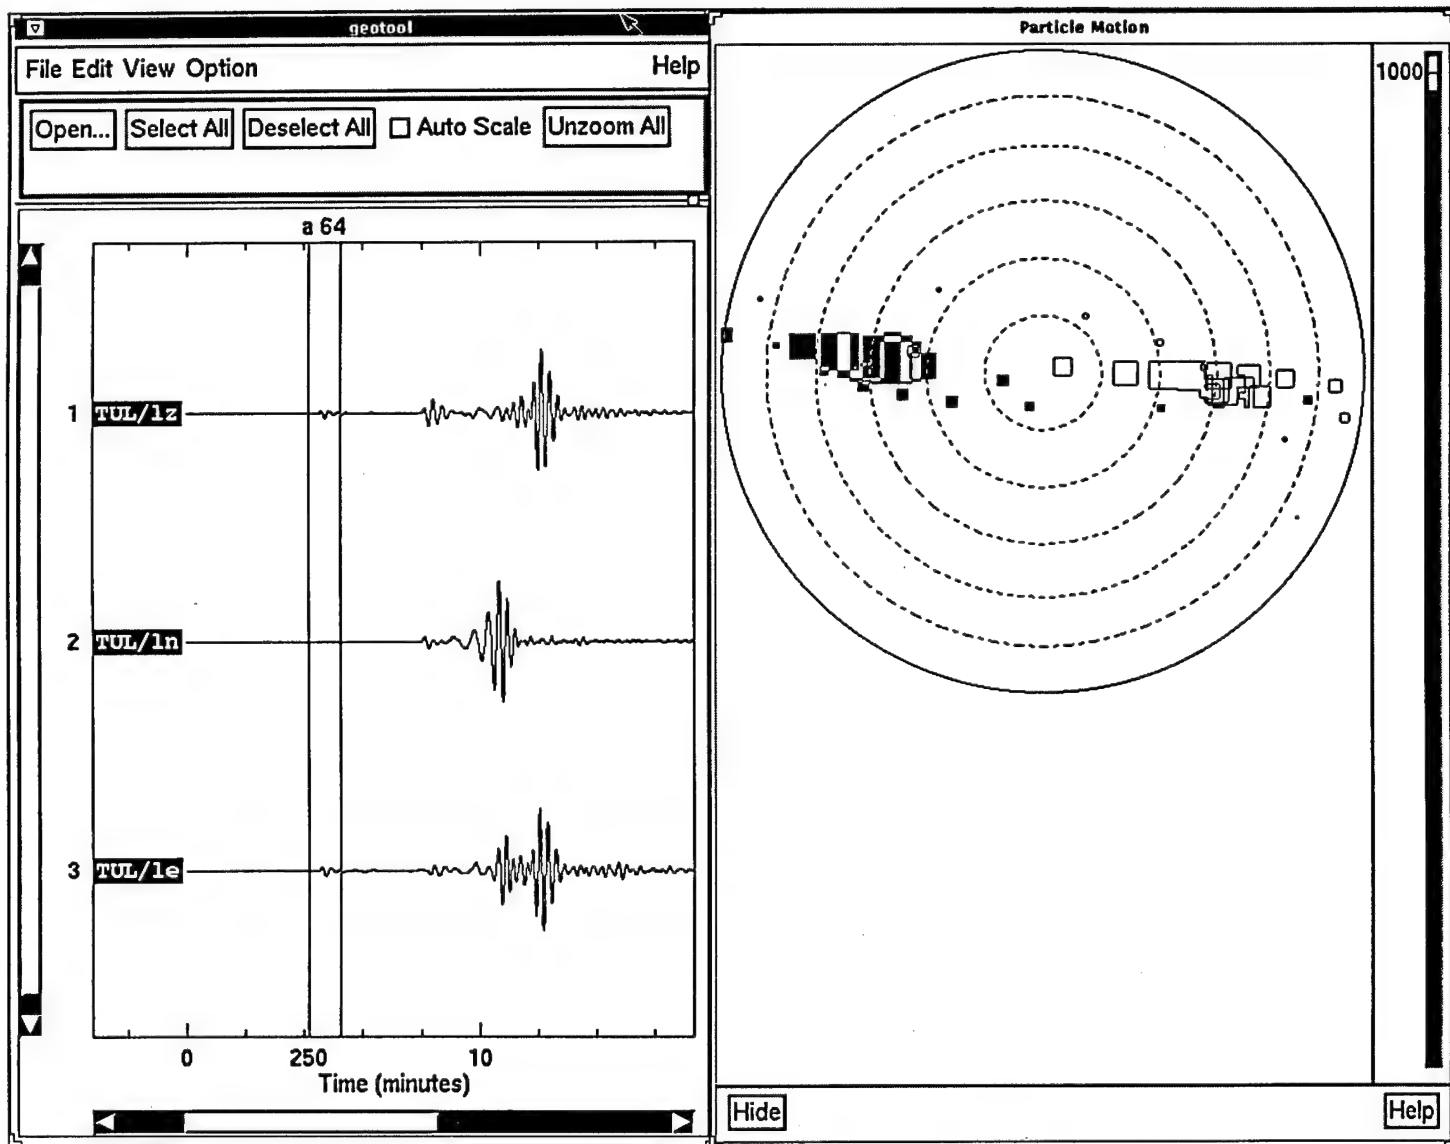 geotool
File Edit View Option Help
Open... Select All Deselect All Auto Scale Unzoom All
a 64
1 TUL/lz
2 TUL/ln
3 TUL/le
0 250 10
Time (minutes)
Particle Motion
1000
Hide Help